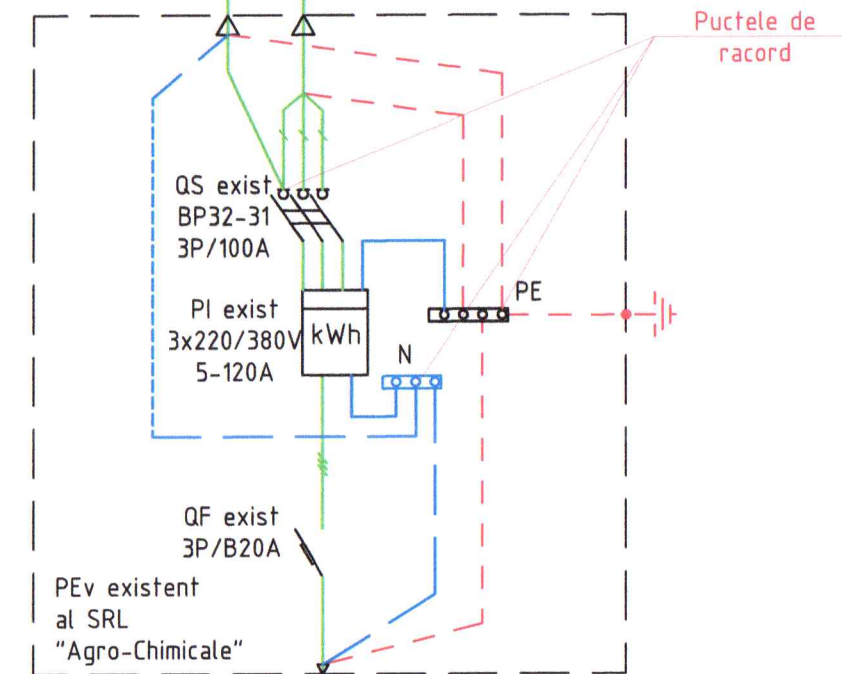 Puctele de
racord
QS exist
BP32-31
3P/100A
PE
PI exist
3x220/380V
5-120A
kWh
N
QF exist
3P/B20A
PEv existent
al SRL
"Agro-Chimicale"